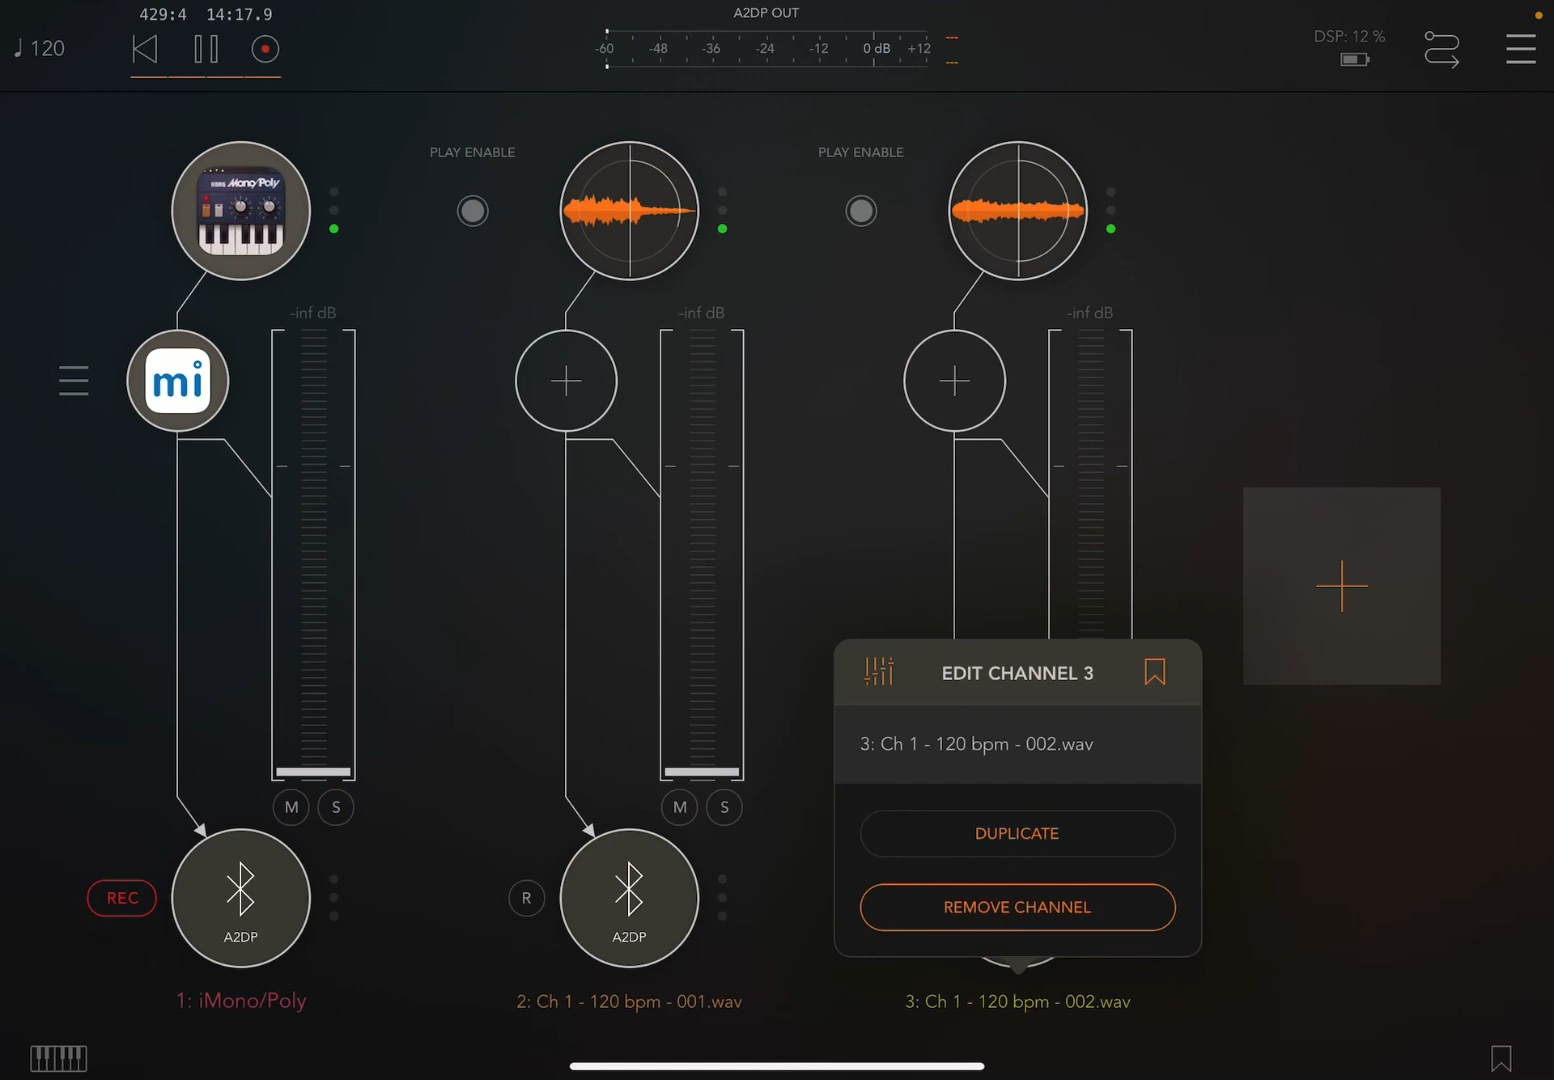 429:4 14:17.9
120
A2DP OUT
-60 -48 -36 -24 -12 0 dB +12
DSP: 12 %
KORG Mono/Poly
PLAY ENABLE
PLAY ENABLE
-inf dB
-inf dB
-inf dB
mi
M S
M S
REC
A2DP
R
A2DP
EDIT CHANNEL 3
3: Ch 1 - 120 bpm - 002.wav
DUPLICATE
REMOVE CHANNEL
1: iMono/Poly
2: Ch 1 - 120 bpm - 001.wav
3: Ch 1 - 120 bpm - 002.wav